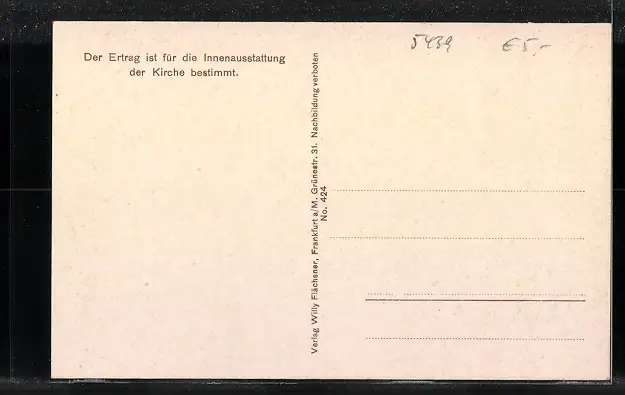 Der Ertrag ist für die Innenausstattung
der Kirche bestimmt.
Verlag Willy Flächsner, Frankfurt a/M. Grünestr. 31. Nachbildung verboten
No. 424
5439 € 5,-